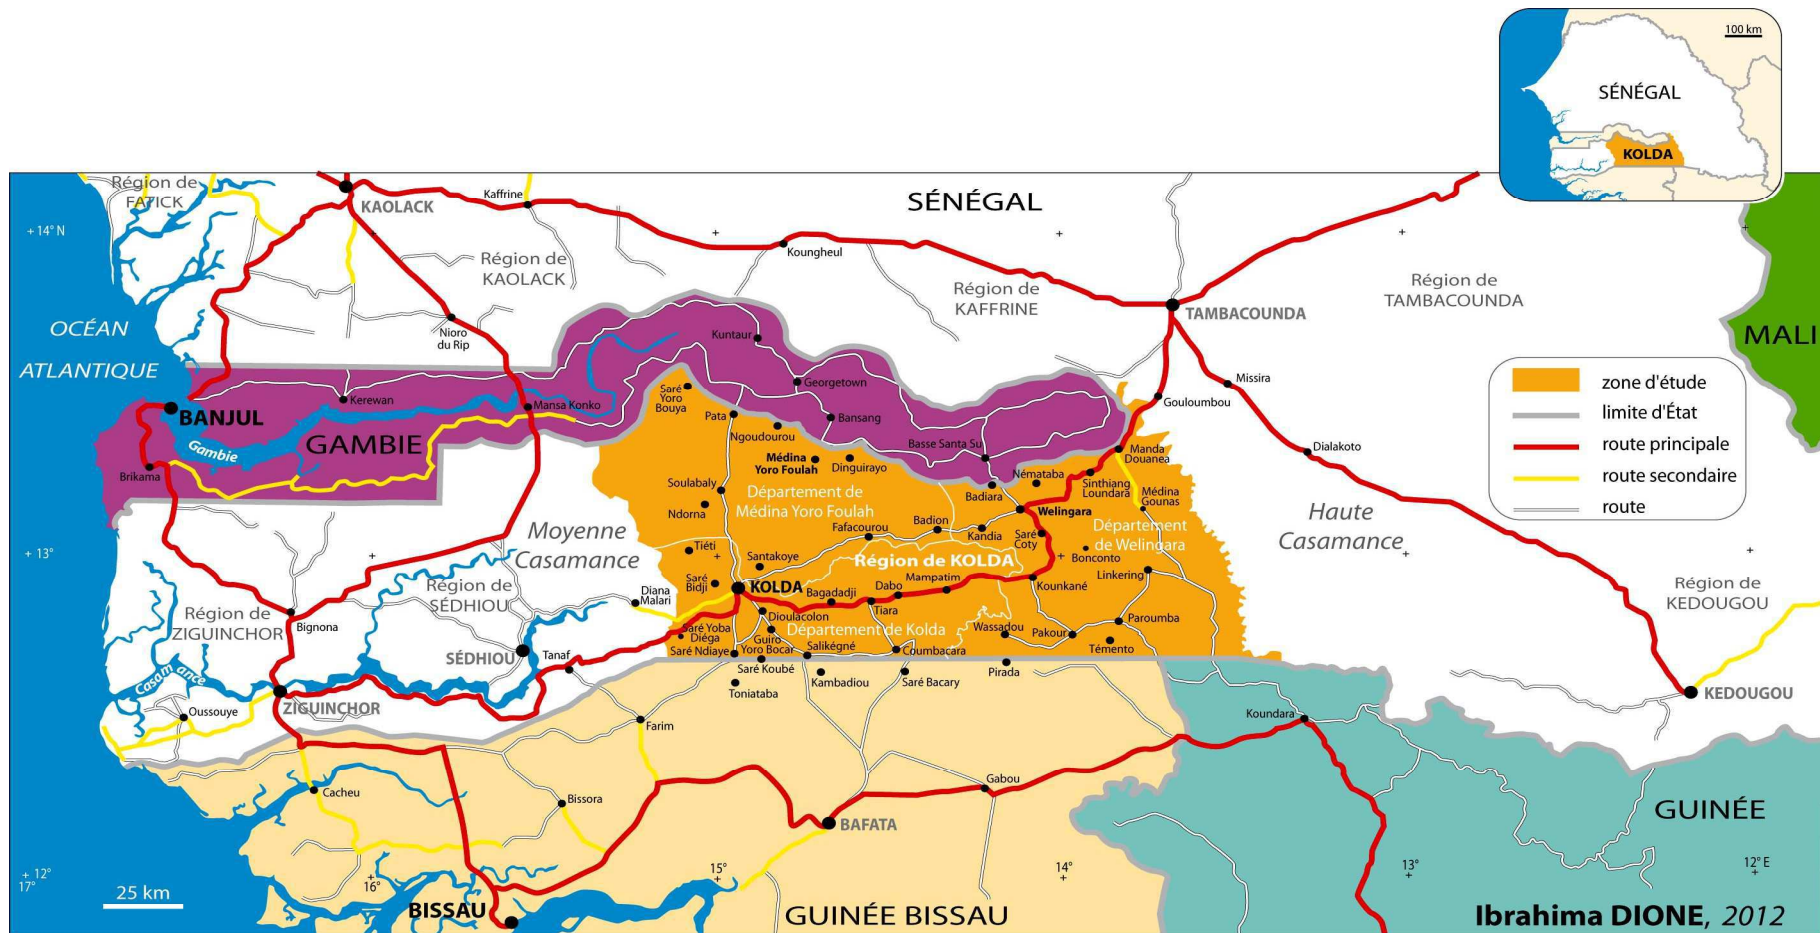 100 km
SÉNÉGAL
KOLDA
Région de
FATICK
KAOLACK
Kaffrine
SÉNÉGAL
+ 14° N
Koungheul
Région de
KAOLACK
Région de
KAFFRINE
Région de
TAMBACOUNDA
OCÉAN
ATLANTIQUE
Nioro
du Rip
TAMBACOUNDA
MALI
Kuntaur
Georgetown
Missira
zone d'étude
limite d'État
route principale
route secondaire
route
Kerewan
Mansa Konko
Saré
Yoro
Bouya
Pata
Bansang
Gouloumbou
BANJUL
GAMBIE
Gambie
Brikama
Ngoudourou
Basse Santa Su
Manda
Douanea
Dialakoto
Médina
Yoro Foulah
Dinguirayo
Némataba
Sinthiang
Loundara
Médina
Gounas
Soulabaly
Département de
Médina Yoro Foulah
Badiara
Welingara
Ndorna
Fafacourou
Badion
Kandia
Saré
Coty
Département
de Welingara
Haute
Casamance
Moyenne
Casamance
+ 13°
Tiéti
Santakoye
Région de KOLDA
Bonconto
Linkering
Saré
Bidji
KOLDA
Bagadadji
Dabo
Mampatim
Kounkané
Tiara
Région de
KEDOUGOU
Région de
SÉDHIOU
Diana
Malari
Région de
ZIGUINCHOR
Bignona
Dioulacolon
Département de Kolda
Wassadou
Pakour
Paroumba
Saré Yoba
Diéga
Guiro
Yoro Bocar
Saré Ndiaye
Salikégné
Coumbacara
Témento
SÉDHIOU
Tanaf
Saré Koubé
Toniataba
Kambadiou
Saré Bacary
Pirada
Casamance
ZIGUINCHOR
Oussouye
KEDOUGOU
Koundara
Farim
Cacheu
Bissora
Gabou
BAFATA
GUINÉE
+ 12°
17°
16°
15°
14°
13°
12° E
25 km
BISSAU
GUINÉE BISSAU
Ibrahima DIONE, 2012